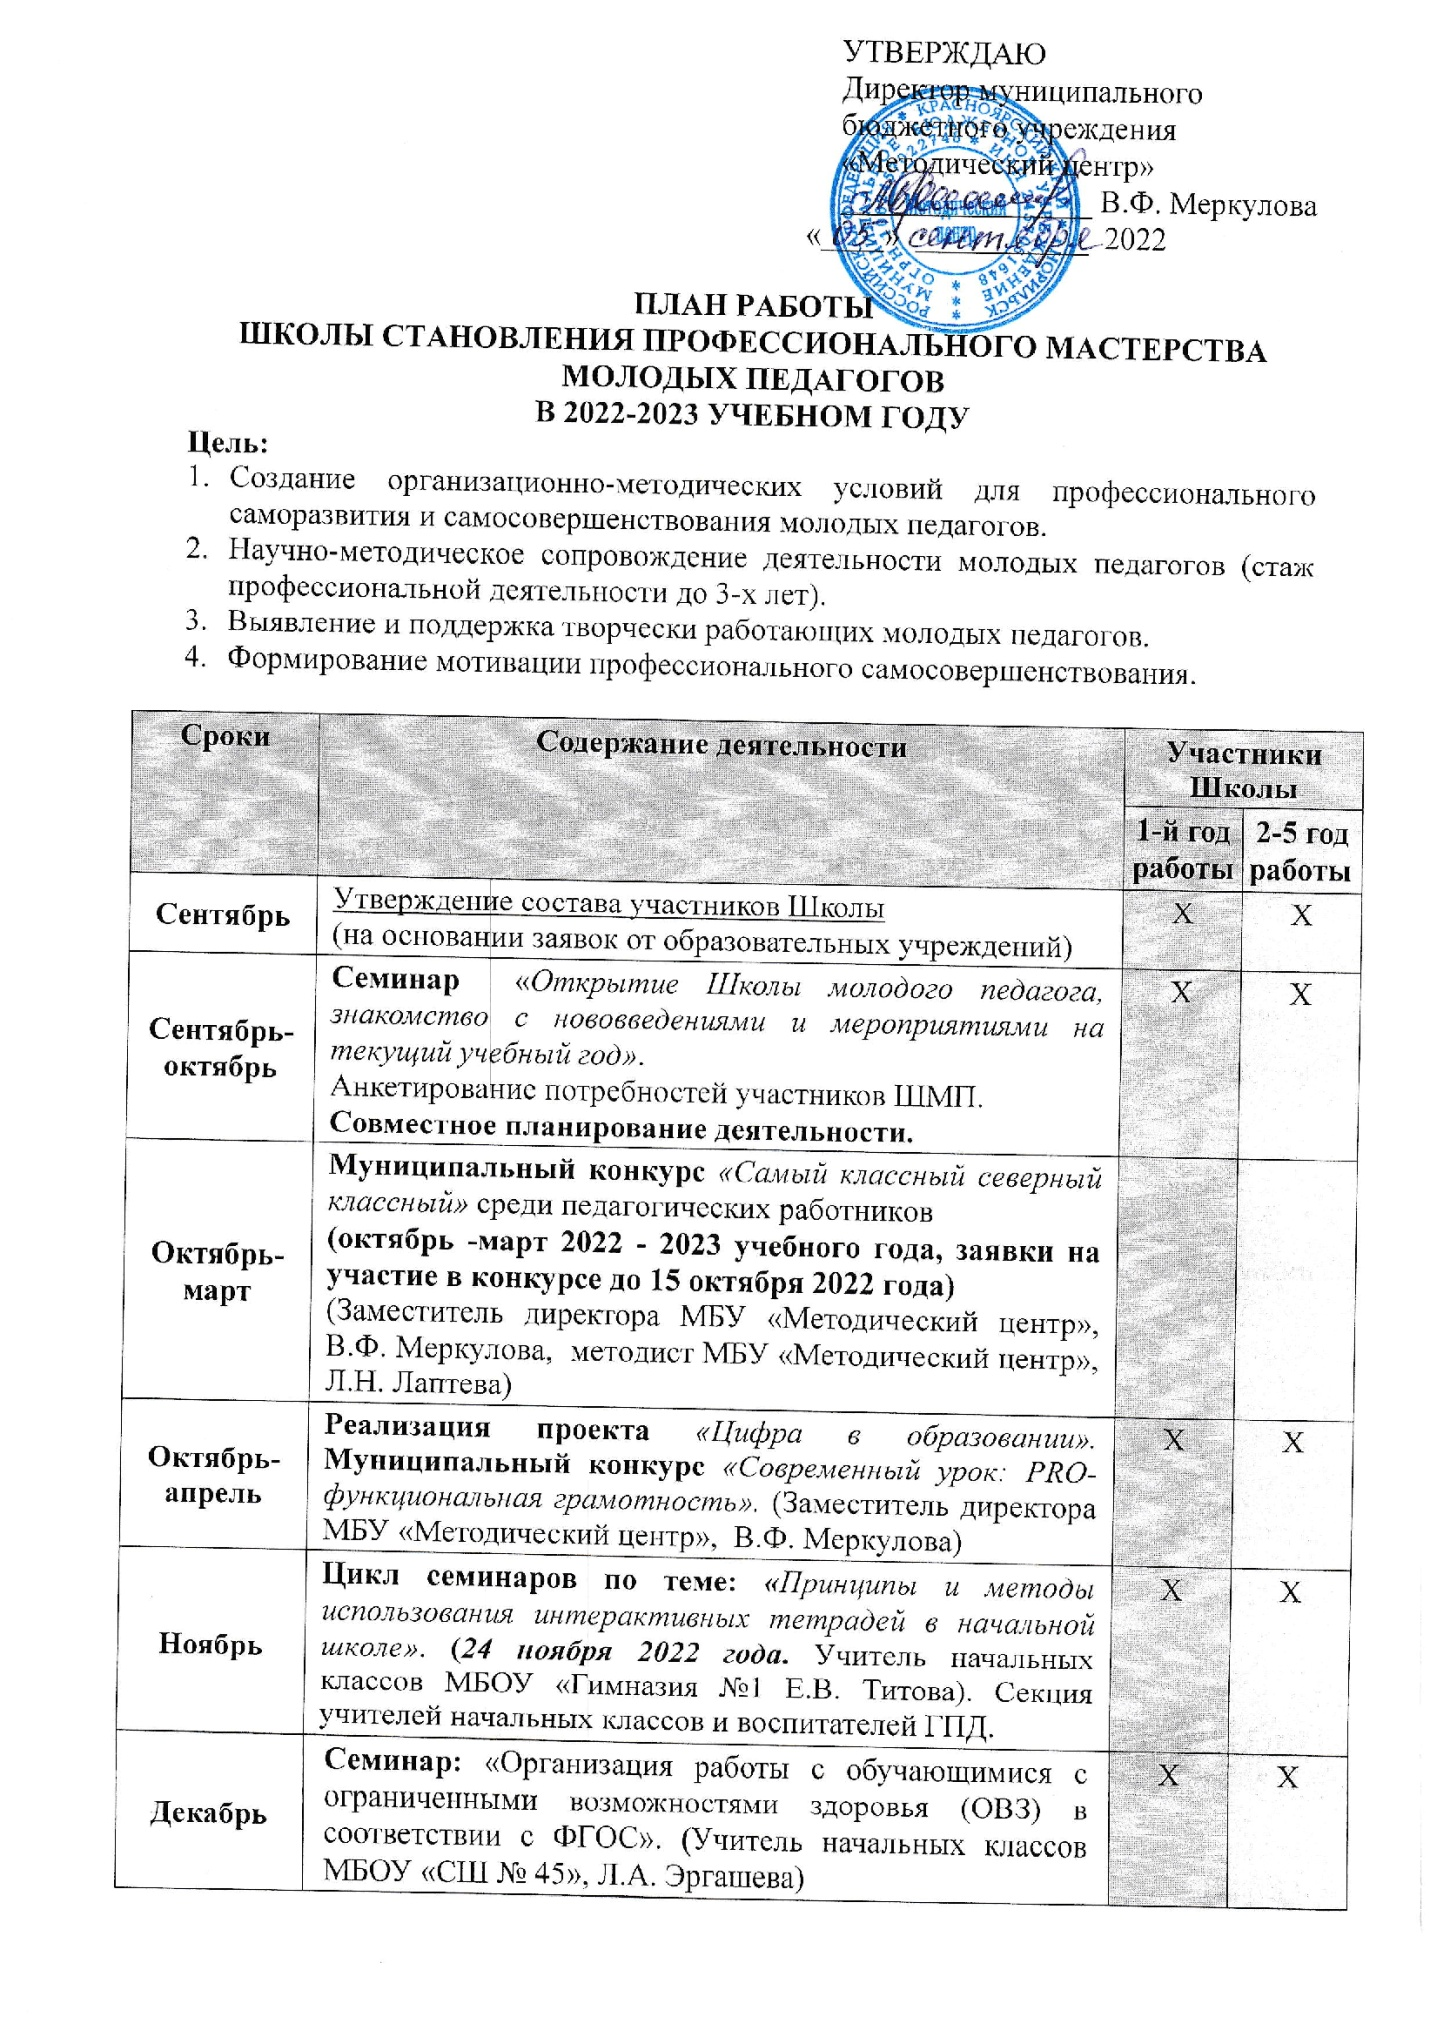 УТВЕРЖДАЮ
Директор муниципального
бюджетного учреждения
«Методический центр»
В.Ф. Меркулова
«05» сентября 2022
ПЛАН РАБОТЫ
ШКОЛЫ СТАНОВЛЕНИЯ ПРОФЕССИОНАЛЬНОГО МАСТЕРСТВА
МОЛОДЫХ ПЕДАГОГОВ
В 2022-2023 УЧЕБНОМ ГОДУ
Цель:
1. Создание организационно-методических условий для профессионального
саморазвития и самосовершенствования молодых педагогов.
2. Научно-методическое сопровождение деятельности молодых педагогов (стаж
профессиональной деятельности до 3-х лет).
3. Выявление и поддержка творчески работающих молодых педагогов.
4. Формирование мотивации профессионального самосовершенствования.
Сроки
Содержание деятельности
Участники
Школы
1-й год
работы
2-5 год
работы
Сентябрь
Утверждение состава участников Школы
(на основании заявок от образовательных учреждений)
Х
Х
Сентябрь-
октябрь
Семинар «Открытие Школы молодого педагога,
знакомство с нововведениями и мероприятиями на
текущий учебный год».
Анкетирование потребностей участников ШМП.
Совместное планирование деятельности.
Х
Х
Октябрь-
март
Муниципальный конкурс «Самый классный северный
классный» среди педагогических работников
(октябрь -март 2022 - 2023 учебного года, заявки на
участие в конкурсе до 15 октября 2022 года)
(Заместитель директора МБУ «Методический центр»,
В.Ф. Меркулова, методист МБУ «Методический центр»,
Л.Н. Лаптева)
Октябрь-
апрель
Реализация проекта «Цифра в образовании».
Муниципальный конкурс «Современный урок: PRO-
функциональная грамотность». (Заместитель директора
МБУ «Методический центр», В.Ф. Меркулова)
Х
Х
Ноябрь
Цикл семинаров по теме: «Принципы и методы
использования интерактивных тетрадей в начальной
школе». (24 ноября 2022 года. Учитель начальных
классов МБОУ «Гимназия №1 Е.В. Титова). Секция
учителей начальных классов и воспитателей ГПД.
Х
Х
Декабрь
Семинар: «Организация работы с обучающимися с
ограниченными возможностями здоровья (ОВЗ) в
соответствии с ФГОС». (Учитель начальных классов
МБОУ «СШ № 45», Л.А. Эргашева)
Х
Х